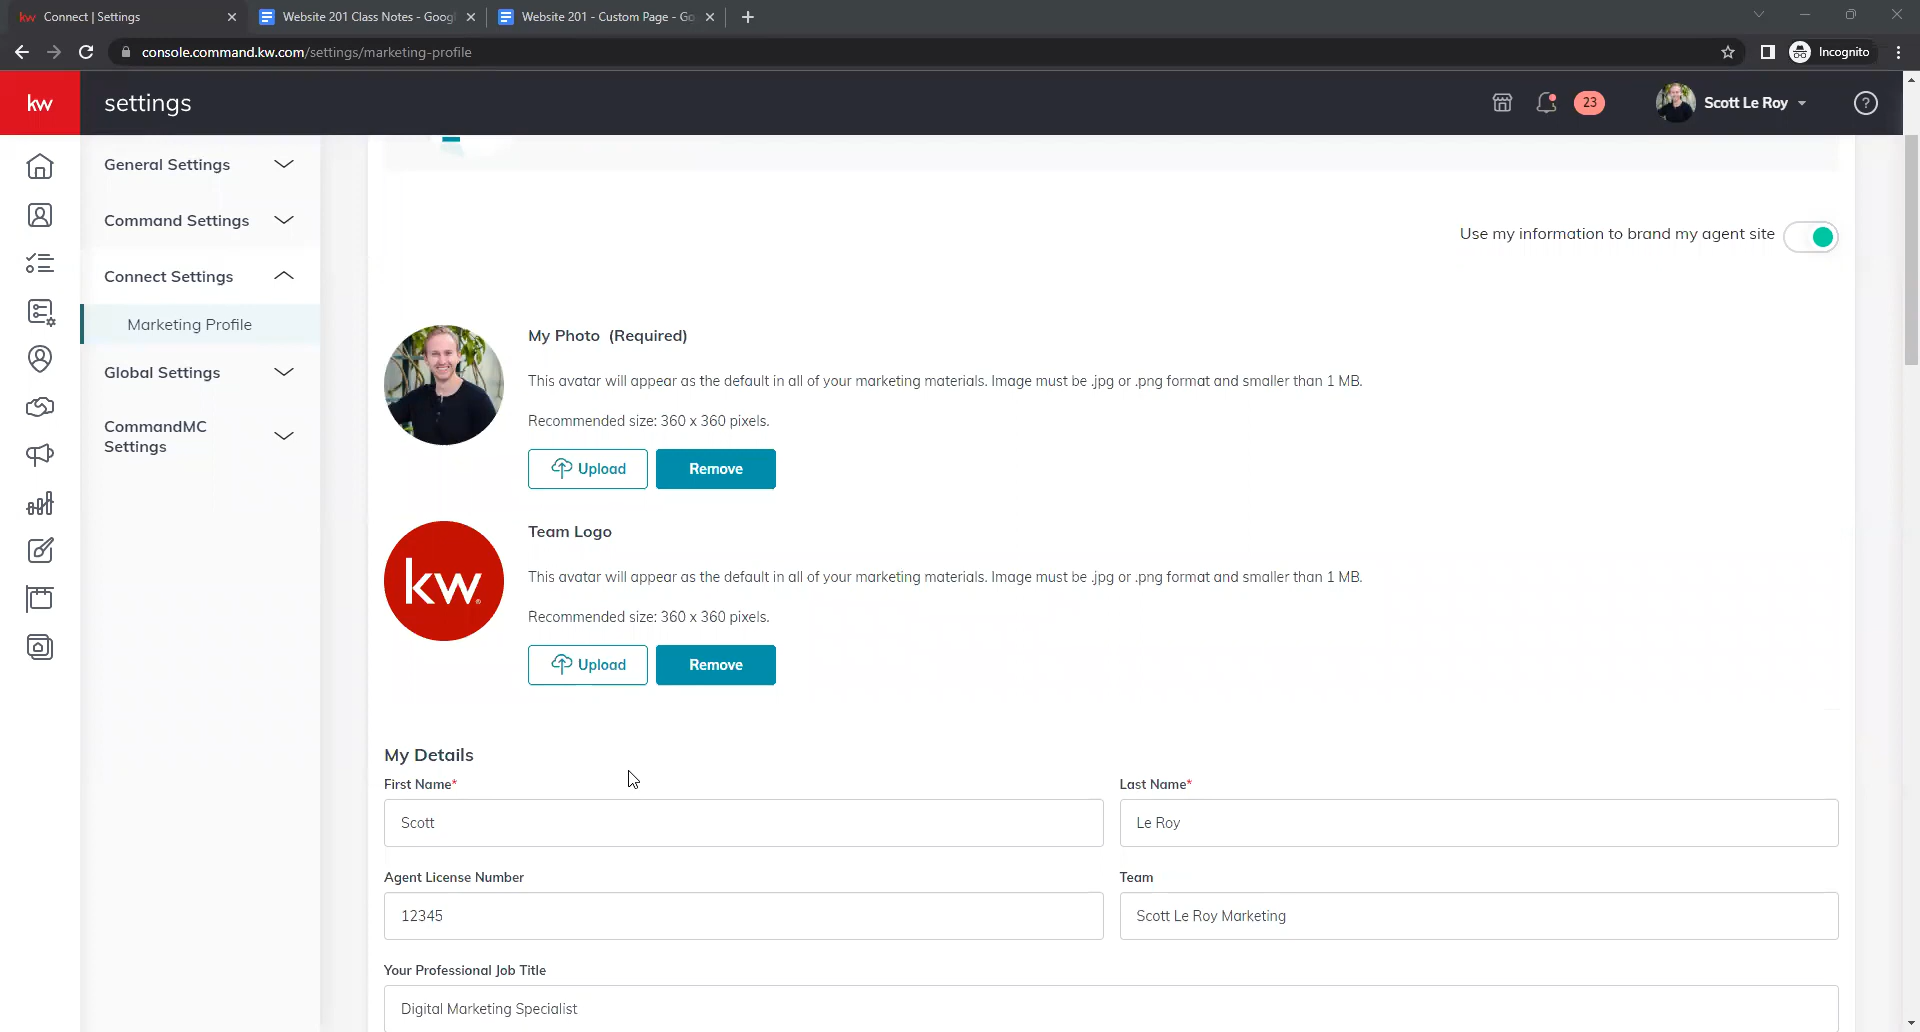 kw Connect | Settings
Website 201 Class Notes - Googl
Website 201 - Custom Page - Go
console.command.kw.com/settings/marketing-profile
Incognito
kw
settings
23
Scott Le Roy
?
General Settings
Command Settings
Connect Settings
Marketing Profile
Global Settings
CommandMC
Settings
Use my information to brand my agent site
My Photo (Required)
This avatar will appear as the default in all of your marketing materials. Image must be .jpg or .png format and smaller than 1 MB.
Recommended size: 360 x 360 pixels.
Upload
Remove
kw
Team Logo
This avatar will appear as the default in all of your marketing materials. Image must be .jpg or .png format and smaller than 1 MB.
Recommended size: 360 x 360 pixels.
Upload
Remove
My Details
First Name*
Last Name*
Scott
Le Roy
Agent License Number
Team
12345
Scott Le Roy Marketing
Your Professional Job Title
Digital Marketing Specialist